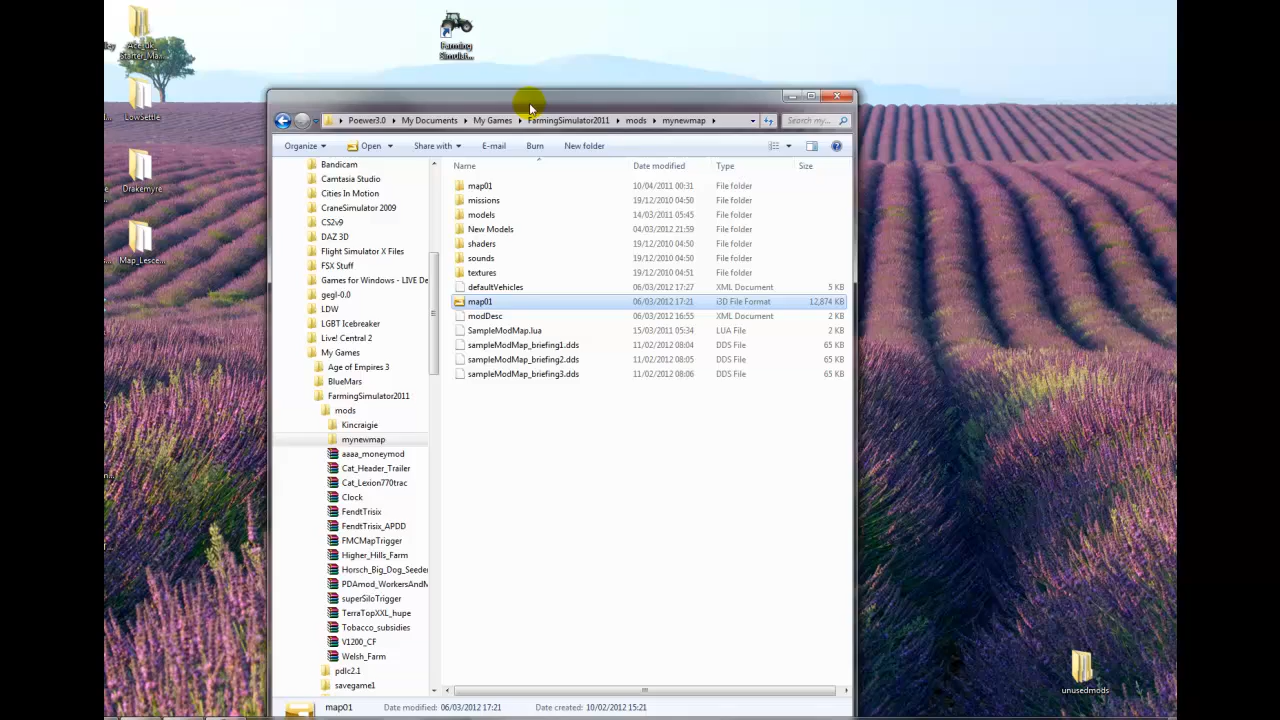 Ace_uk_
Starter_Ma...
Farming
Simulat...
LowSettle
Drakemyre
Map_Lesce...
Poever3.0 My Documents My Games FarmingSimulator2011 mods mynewmap Search my...
Organize Open Share with E-mail Burn New folder
Bandicam
Camtasia Studio
Cities In Motion
CraneSimulator 2009
CS2v9
DAZ 3D
Flight Simulator X Files
FSX Stuff
Games for Windows - LIVE De
gegl-0.0
LDW
LGBT Icebreaker
Live! Central 2
My Games
Age of Empires 3
BlueMars
FarmingSimulator2011
mods
Kincraigie
mynewmap
aaaa_moneymod
Cat_Header_Trailer
Cat_Lexion770trac
Clock
FendtTrisix
FendtTrisix_APDD
FMCMapTrigger
Higher_Hills_Farm
Horsch_Big_Dog_Seeder
PDAmod_WorkersAndM
superSiloTrigger
TerraTopXXL_hupe
Tobacco_subsidies
V1200_CF
Welsh_Farm
pdlc2.1
savegame1
Name Date modified Type Size
map01 10/04/2011 00:31 File folder
missions 19/12/2010 04:50 File folder
models 14/03/2011 05:45 File folder
New Models 04/03/2012 21:59 File folder
shaders 19/12/2010 04:50 File folder
sounds 19/12/2010 04:50 File folder
textures 19/12/2010 04:51 File folder
defaultVehicles 06/03/2012 17:27 XML Document 5 KB
map01 06/03/2012 17:21 i3D File Format 12,874 KB
modDesc 06/03/2012 16:55 XML Document 2 KB
SampleModMap.lua 15/03/2011 05:34 LUA File 2 KB
sampleModMap_briefing1.dds 11/02/2012 08:04 DDS File 65 KB
sampleModMap_briefing2.dds 11/02/2012 08:05 DDS File 65 KB
sampleModMap_briefing3.dds 11/02/2012 08:06 DDS File 65 KB
map01 Date modified: 06/03/2012 17:21 Date created: 10/02/2012 15:21
unusedmods